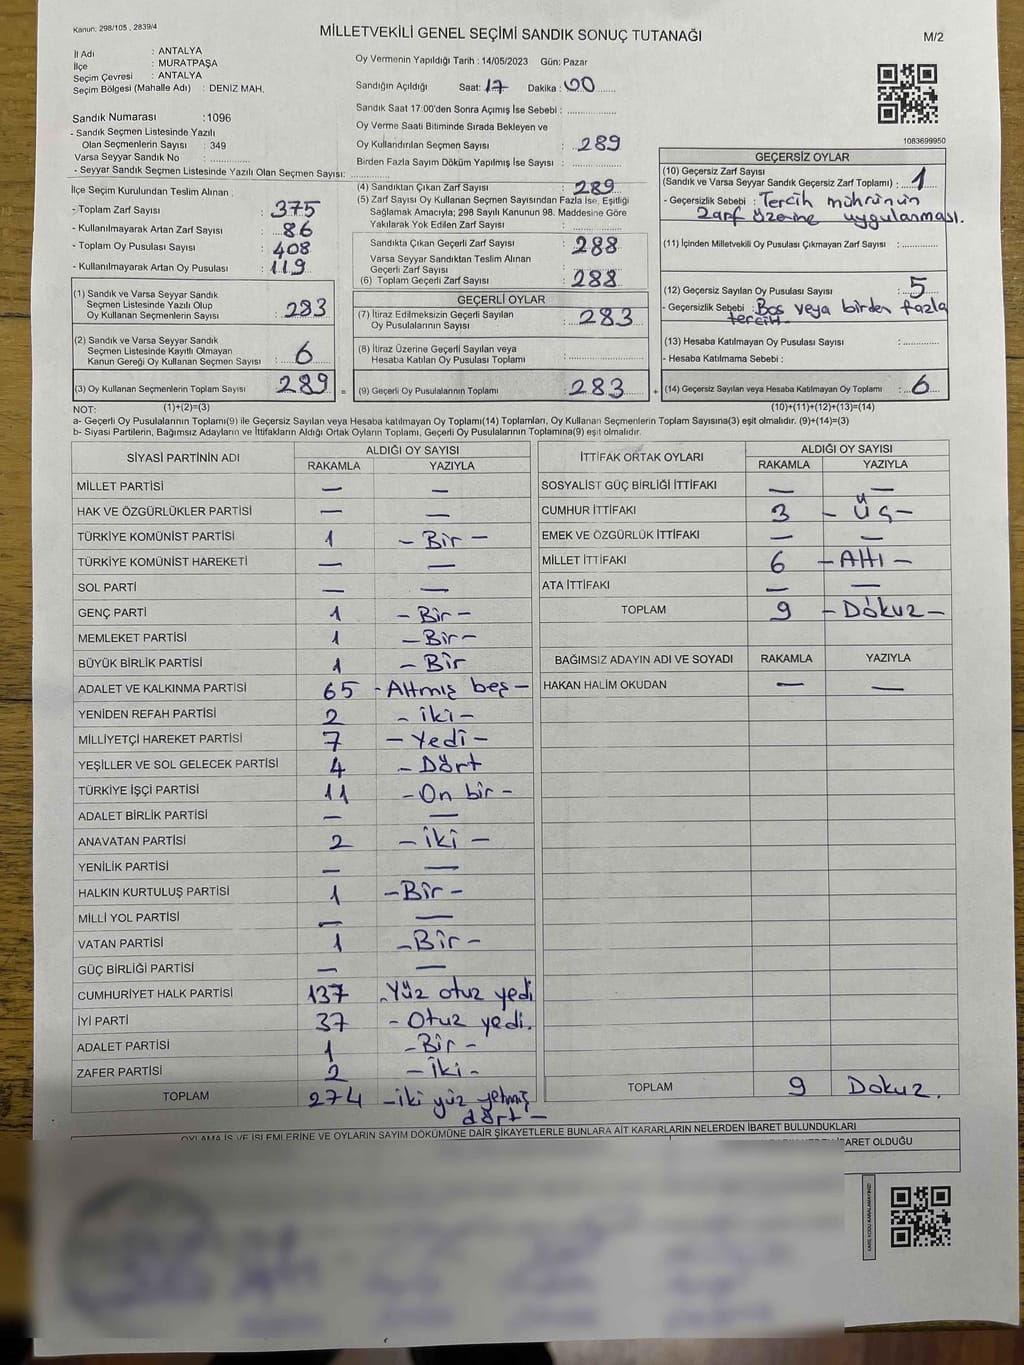 Kanun: 298/105 , 2839/4
MİLLETVEKİLİ GENEL SEÇİMİ SANDIK SONUÇ TUTANAĞI
M/2
İl Adı : ANTALYA
İlçe : MURATPAŞA
Seçim Çevresi : ANTALYA
Seçim Bölgesi (Mahalle Adı) : DENİZ MAH.
Sandık Numarası :1096
- Sandık Seçmen Listesinde Yazılı
Olan Seçmenlerin Sayısı : 349
Varsa Seyyar Sandık No :
- Seyyar Sandık Seçmen Listesinde Yazılı Olan Seçmen Sayısı:
Oy Vermenin Yapıldığı Tarih : 14/05/2023 Gün: Pazar
Sandığın Açıldığı Saat: 17 Dakika : 00
Sandık Saat 17:00'den Sonra Açımış İse Sebebi :
Oy Verme Saati Bitiminde Sırada Bekleyen ve
Oy Kullandırılan Seçmen Sayısı : 289
Birden Fazla Sayım Döküm Yapılmış İse Sayısı :
1083699950
İlçe Seçim Kurulundan Teslim Alınan :
- Toplam Zarf Sayısı : 375
- Kullanılmayarak Artan Zarf Sayısı : 86
- Toplam Oy Pusulası Sayısı : 408
- Kullanılmayarak Artan Oy Pusulası : 119
(4) Sandıktan Çıkan Zarf Sayısı : 289
(5) Zarf Sayısı Oy Kullanan Seçmen Sayısından Fazla İse, Eşitliği
Sağlamak Amacıyla; 298 Sayılı Kanunun 98. Maddesine Göre
Yakılarak Yok Edilen Zarf Sayısı :
Sandıkta Çıkan Geçerli Zarf Sayısı : 288
Varsa Seyyar Sandıktan Teslim Alınan
Geçerli Zarf Sayısı :
(6) Toplam Geçerli Zarf Sayısı : 288
GEÇERSİZ OYLAR
(10) Geçersiz Zarf Sayısı
(Sandık ve Varsa Seyyar Sandık Geçersiz Zarf Toplamı) : 1
- Geçersizlik Sebebi : Tercih mührünün
zarf üzerine uygulanması.
(11) İçinden Milletvekili Oy Pusulası Çıkmayan Zarf Sayısı :
(12) Geçersiz Sayılan Oy Pusulası Sayısı : 5
- Geçersizlik Sebebi : Boş veya birden fazla
tercih
(13) Hesaba Katılmayan Oy Pusulası Sayısı :
- Hesaba Katılmama Sebebi :
(14) Geçersiz Sayılan veya Hesaba Katılmayan Oy Toplamı : 6
(1) Sandık ve Varsa Seyyar Sandık
Seçmen Listesinde Yazılı Olup
Oy Kullanan Seçmenlerin Sayısı : 283
(2) Sandık ve Varsa Seyyar Sandık
Seçmen Listesinde Kayıtlı Olmayan
Kanun Gereği Oy Kullanan Seçmen Sayısı : 6
(3) Oy Kullanan Seçmenlerin Toplam Sayısı : 289 =
GEÇERLİ OYLAR
(7) İtiraz Edilmeksizin Geçerli Sayılan
Oy Pusulalarının Sayısı : 283
(8) İtiraz Üzerine Geçerli Sayılan veya
Hesaba Katılan Oy Pusulası Toplamı :
(9) Geçerli Oy Pusulalarının Toplamı : 283 +
NOT: (1)+(2)=(3)
(10)+(11)+(12)+(13)=(14)
a- Geçerli Oy Pusulalarının Toplamı(9) ile Geçersiz Sayılan veya Hesaba katılmayan Oy Toplamı(14) Toplamları, Oy Kullanan Seçmenlerin Toplam Sayısına(3) eşit olmalıdır. (9)+(14)=(3)
b- Siyasi Partilerin, Bağımsız Adayların ve İttifakların Aldığı Ortak Oyların Toplamı, Geçerli Oy Pusulalarının Toplamına(9) eşit olmalıdır.
SİYASİ PARTİNİN ADI ALDIĞI OY SAYISI
RAKAMLA YAZIYLA
MİLLET PARTİSİ — —
HAK VE ÖZGÜRLÜKLER PARTİSİ — —
TÜRKİYE KOMÜNİST PARTİSİ 1 - Bir -
TÜRKİYE KOMÜNİST HAREKETİ — —
SOL PARTİ — —
GENÇ PARTİ 1 - Bir -
MEMLEKET PARTİSİ 1 - Bir -
BÜYÜK BİRLİK PARTİSİ 1 - Bir
ADALET VE KALKINMA PARTİSİ 65 - Altmış beş -
YENİDEN REFAH PARTİSİ 2 - iki -
MİLLİYETÇİ HAREKET PARTİSİ 7 - Yedi -
YEŞİLLER VE SOL GELECEK PARTİSİ 4 - Dört
TÜRKİYE İŞÇİ PARTİSİ 11 - On bir -
ADALET BİRLİK PARTİSİ — —
ANAVATAN PARTİSİ 2 - iki -
YENİLİK PARTİSİ — —
HALKIN KURTULUŞ PARTİSİ 1 - Bir -
MİLLİ YOL PARTİSİ — —
VATAN PARTİSİ 1 - Bir -
GÜÇ BİRLİĞİ PARTİSİ — —
CUMHURİYET HALK PARTİSİ 137 - Yüz otuz yedi
İYİ PARTİ 37 - Otuz yedi.
ADALET PARTİSİ 1 - Bir -
ZAFER PARTİSİ 2 - İki -
TOPLAM 274 - iki yüz yetmiş
dört -
İTTİFAK ORTAK OYLARI ALDIĞI OY SAYISI
RAKAMLA YAZIYLA
SOSYALİST GÜÇ BİRLİĞİ İTTİFAKI — —
CUMHUR İTTİFAKI 3 - Üç -
EMEK VE ÖZGÜRLÜK İTTİFAKI — —
MİLLET İTTİFAKI 6 - Altı -
ATA İTTİFAKI — —
TOPLAM 9 - Dokuz -
BAĞIMSIZ ADAYIN ADI VE SOYADI RAKAMLA YAZIYLA
HAKAN HALİM OKUDAN — —
TOPLAM 9 Dokuz.
OYLAMA İŞ VE İŞLEMLERİNE VE OYLARIN SAYIM DÖKÜMÜNE DAİR ŞİKAYETLERLE BUNLARA AİT KARARLARIN NELERDEN İBARET BULUNDUKLARI
İBARET OLDUĞU
KARE KODU KARALAMAYINIZ!